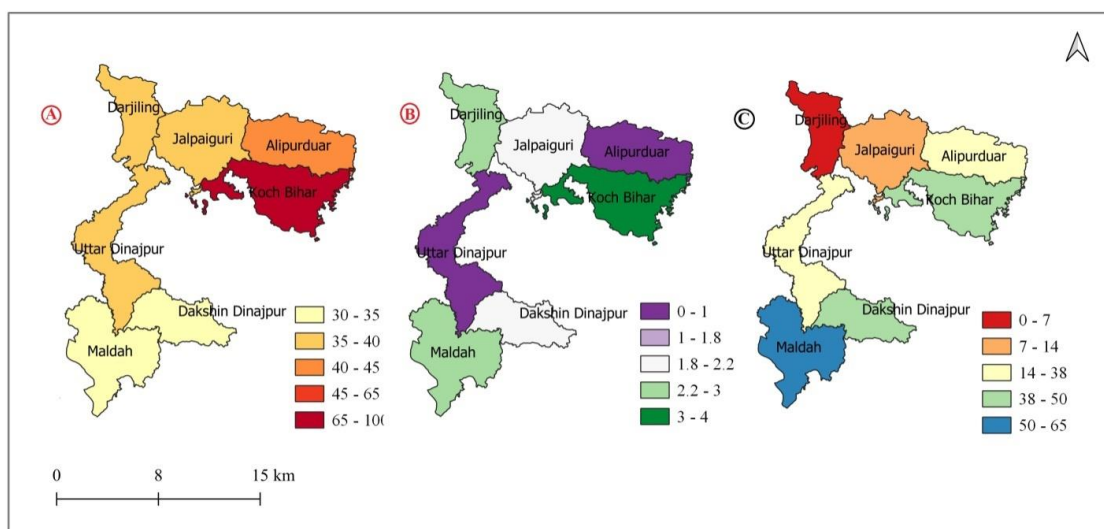 A
Darjiling
Jalpaiguri
Alipurduar
Koch Bihar
Uttar Dinajpur
Dakshin Dinajpur
Maldah
30 - 35
35 - 40
40 - 45
45 - 65
65 - 100
B
Darjiling
Jalpaiguri
Alipurduar
Koch Bihar
Uttar Dinajpur
Dakshin Dinajpur
Maldah
0 - 1
1 - 1.8
1.8 - 2.2
2.2 - 3
3 - 4
C
Darjiling
Jalpaiguri
Alipurduar
Koch Bihar
Uttar Dinajpur
Dakshin Dinajpur
Maldah
0 - 7
7 - 14
14 - 38
38 - 50
50 - 65
0 8 15 km